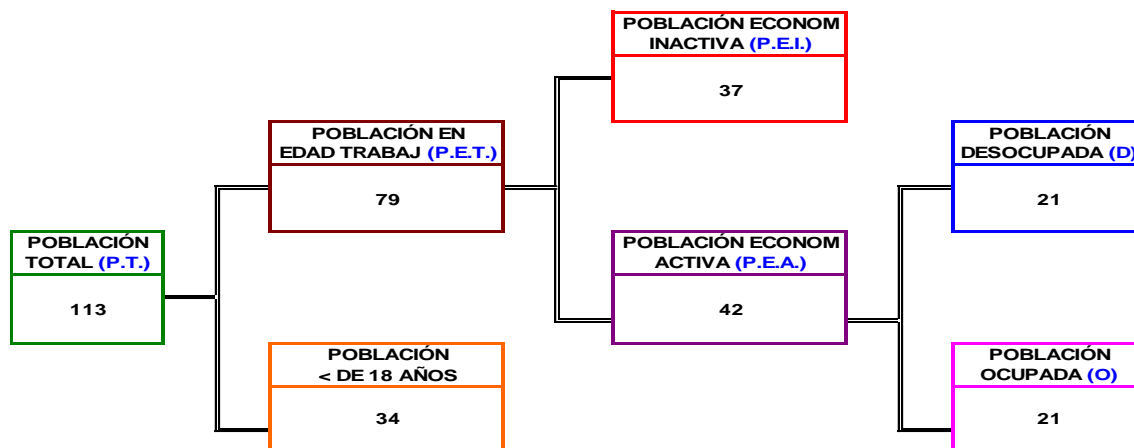 POBLACIÓN ECONOM
INACTIVA (P.E.I.)
37
POBLACIÓN EN
EDAD TRABAJ (P.E.T.)
79
POBLACIÓN
DESOCUPADA (D)
21
POBLACIÓN
TOTAL (P.T.)
113
POBLACIÓN ECONOM
ACTIVA (P.E.A.)
42
POBLACIÓN
< DE 18 AÑOS
34
POBLACIÓN
OCUPADA (O)
21